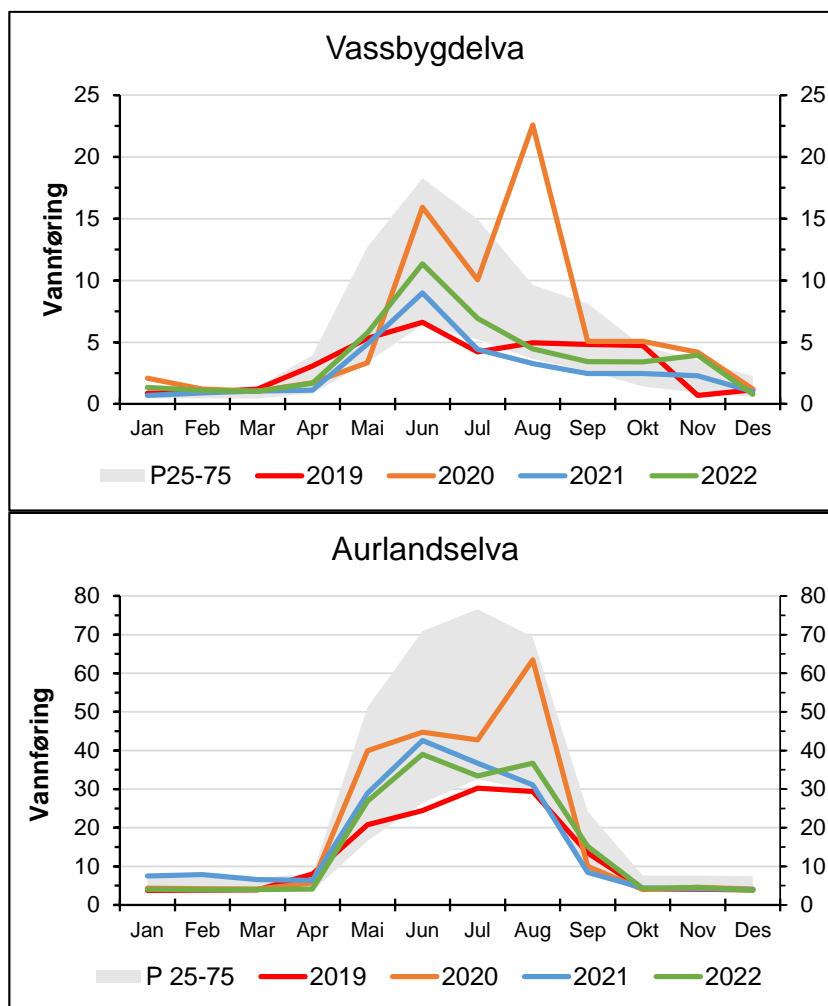 Vassbygdelva
25 25
20 20
15 15
10 10
5 5
0 0
Vannføring
Jan Feb Mar Apr Mai Jun Jul Aug Sep Okt Nov Des
P25-75 2019 2020 2021 2022
Aurlandselva
80 80
70 70
60 60
50 50
40 40
30 30
20 20
10 10
0 0
Vannføring
Jan Feb Mar Apr Mai Jun Jul Aug Sep Okt Nov Des
P 25-75 2019 2020 2021 2022